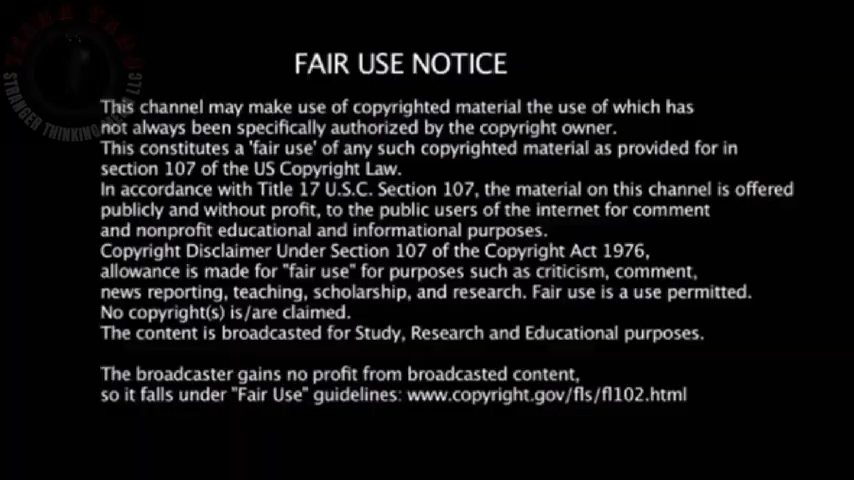 FAIR USE NOTICE
This channel may make use of copyrighted material the use of which has
not always been specifically authorized by the copyright owner.
This constitutes a 'fair use' of any such copyrighted material as provided for in
section 107 of the US Copyright Law.
In accordance with Title 17 U.S.C. Section 107, the material on this channel is offered
publicly and without profit, to the public users of the internet for comment
and nonprofit educational and informational purposes.
Copyright Disclaimer Under Section 107 of the Copyright Act 1976,
allowance is made for "fair use" for purposes such as criticism, comment,
news reporting, teaching, scholarship, and research. Fair use is a use permitted.
No copyright(s) is/are claimed.
The content is broadcasted for Study, Research and Educational purposes.
The broadcaster gains no profit from broadcasted content,
so it falls under "Fair Use" guidelines: www.copyright.gov/fls/fl102.html
STRANGER THINKING LLC